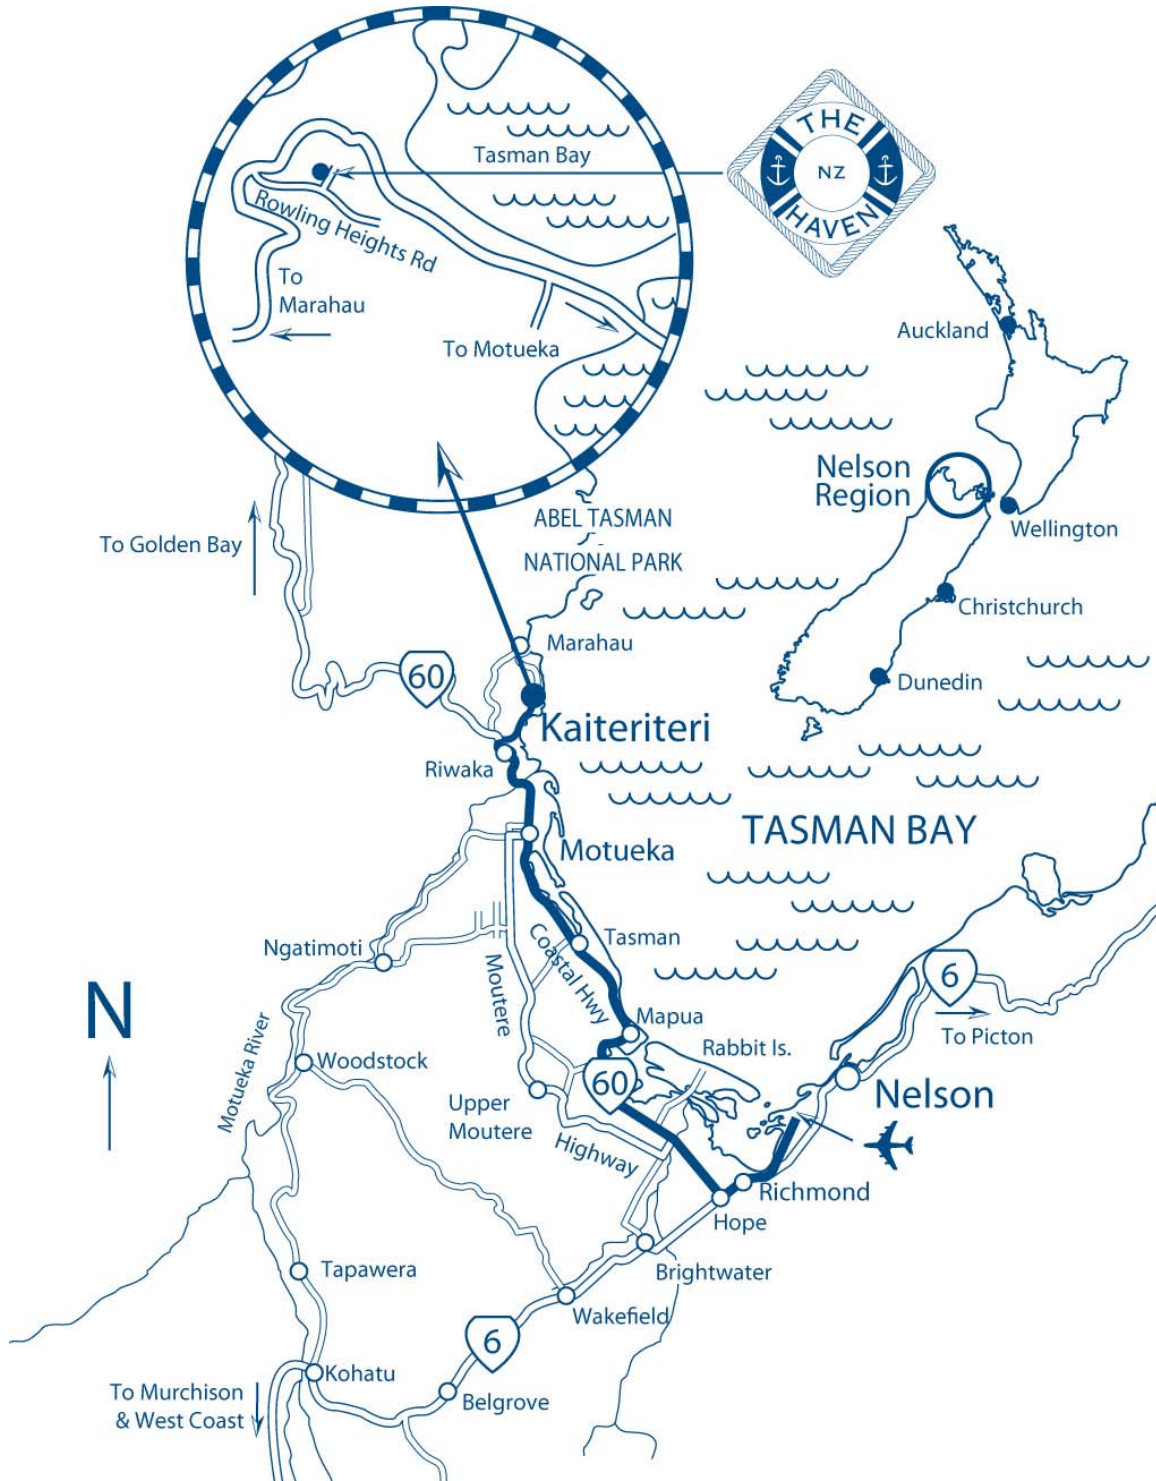 THE
NZ
HAVEN
Tasman Bay
Rowling Heights Rd
To
Marahau
To Motueka
Auckland
Nelson
Region
Wellington
Christchurch
Dunedin
ABEL TASMAN
NATIONAL PARK
To Golden Bay
Marahau
60
Kaiteriteri
Riwaka
TASMAN BAY
Motueka
Ngatimoti
Tasman
Coastal Hwy
Moutere
6
To Picton
N
Mapua
Rabbit Is.
Motueka River
Woodstock
60
Nelson
Upper
Moutere
Highway
Richmond
Hope
Tapawera
Brightwater
Wakefield
6
Kohatu
To Murchison
& West Coast
Belgrove